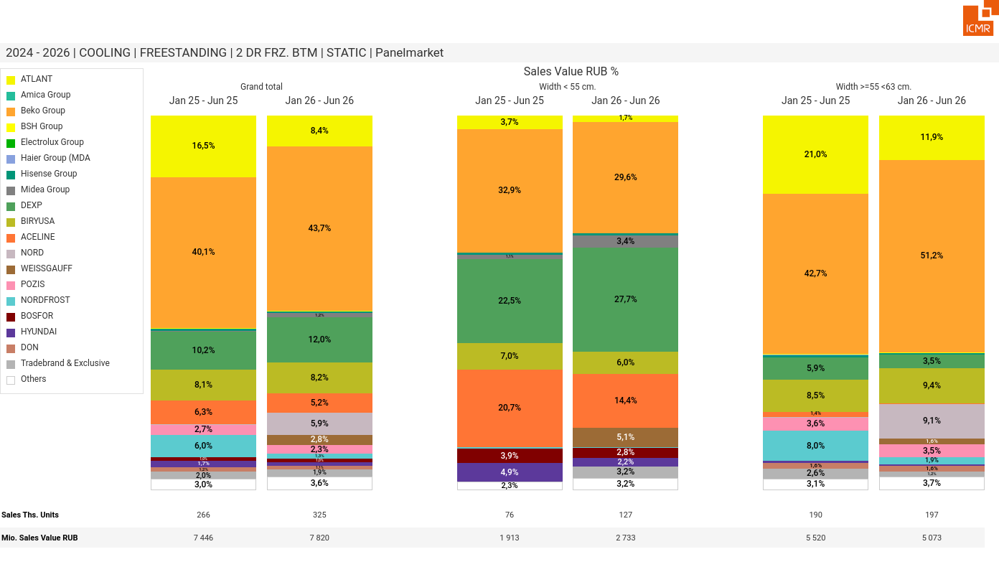 ICMR
2024 - 2026 | COOLING | FREESTANDING | 2 DR FRZ. BTM | STATIC | Panelmarket
Sales Value RUB %
Grand total
Width < 55 cm.
Width >=55 <63 cm.
Jan 25 - Jun 25
Jan 26 - Jun 26
Jan 25 - Jun 25
Jan 26 - Jun 26
Jan 25 - Jun 25
Jan 26 - Jun 26
ATLANT
Amica Group
Beko Group
BSH Group
Electrolux Group
Haier Group (MDA
Hisense Group
Midea Group
DEXP
BIRYUSA
ACELINE
NORD
WEISSGAUFF
POZIS
NORDFROST
BOSFOR
HYUNDAI
DON
Tradebrand & Exclusive
Others
16,5%
40,1%
10,2%
8,1%
6,3%
2,7%
6,0%
1,0%
1,7%
1,2%
2,0%
3,0%
8,4%
43,7%
1,2%
12,0%
8,2%
5,2%
5,9%
2,8%
2,3%
1,3%
1,0%
1,1%
1,9%
3,6%
3,7%
32,9%
1,1%
22,5%
7,0%
20,7%
3,9%
4,9%
2,3%
1,7%
29,6%
3,4%
27,7%
6,0%
14,4%
5,1%
2,8%
2,2%
3,2%
3,2%
21,0%
42,7%
5,9%
8,5%
1,4%
3,6%
8,0%
1,6%
2,6%
3,1%
11,9%
51,2%
3,5%
9,4%
9,1%
1,6%
3,5%
1,9%
1,6%
1,2%
3,7%
Sales Ths. Units 266 325 76 127 190 197
Mio. Sales Value RUB 7 446 7 820 1 913 2 733 5 520 5 073